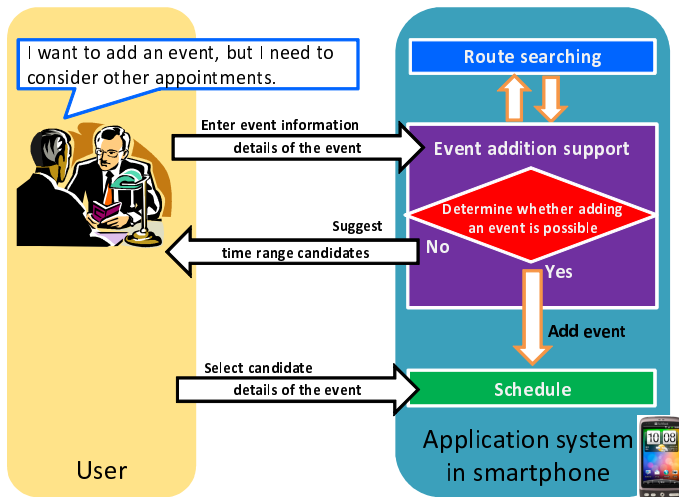 I want to add an event, but I need to
consider other appointments.
Route searching
Enter event information
details of the event
Event addition support
Determine whether adding
an event is possible
Suggest
time range candidates
No
Yes
Add event
Select candidate
details of the event
Schedule
User
Application system
in smartphone
10 08